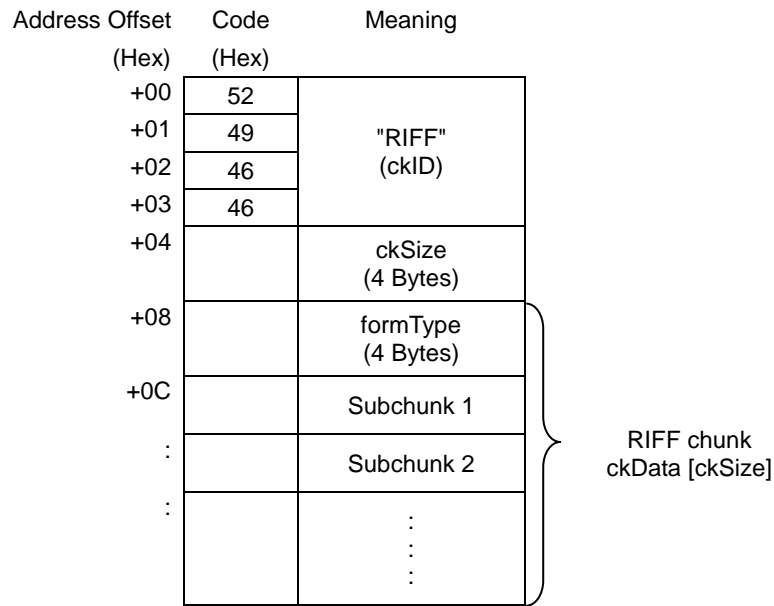 Address Offset Code Meaning
(Hex) (Hex)
+00 52
+01 49 "RIFF"
+02 46 (ckID)
+03 46
+04 ckSize
(4 Bytes)
+08 formType
(4 Bytes)
+0C Subchunk 1
: Subchunk 2 RIFF chunk
ckData [ckSize]
: :
:
: